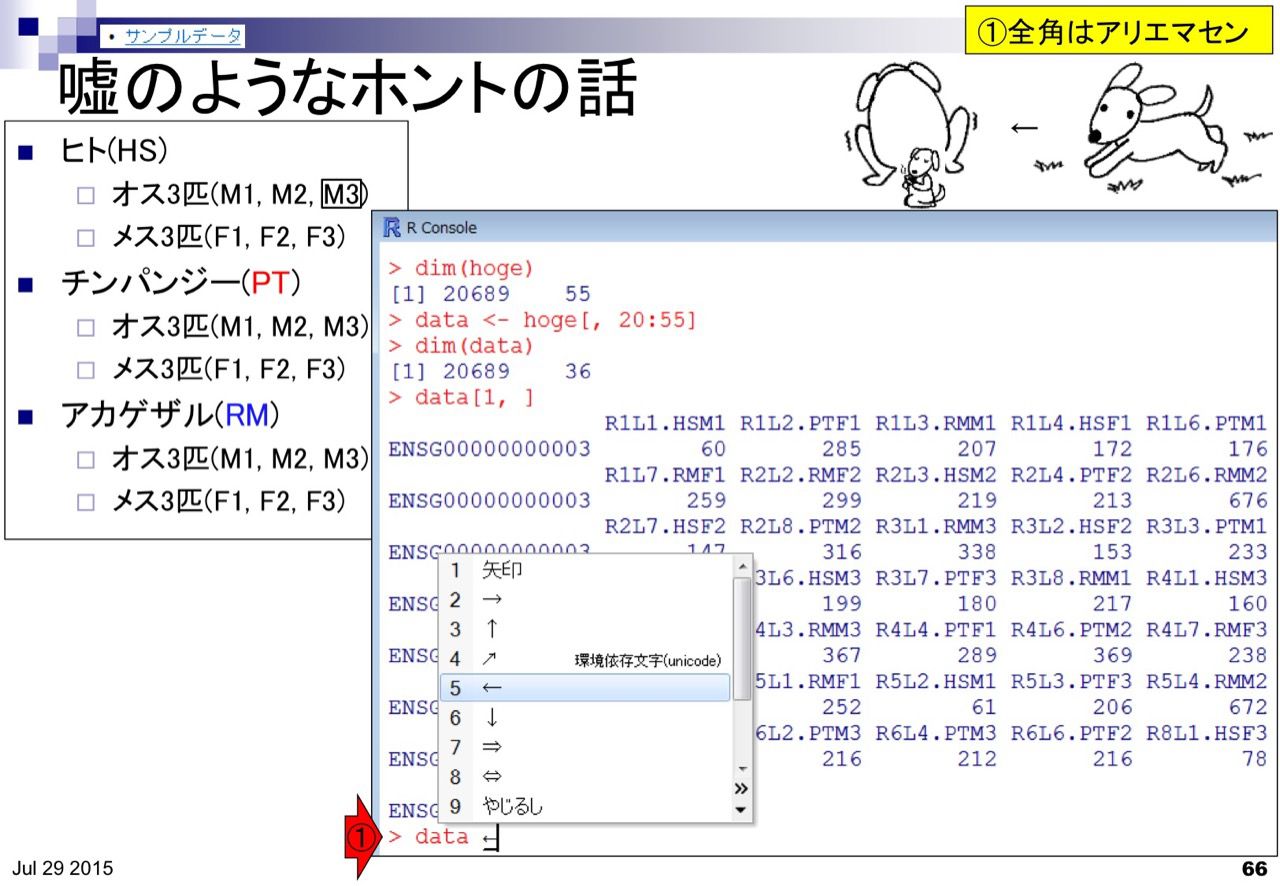 • サンプルデータ
①全角はアリエマセン
嘘のようなホントの話
■ ヒト(HS)
□ オス3匹(M1, M2, M3)
□ メス3匹(F1, F2, F3)
■ チンパンジー(PT)
□ オス3匹(M1, M2, M3)
□ メス3匹(F1, F2, F3)
■ アカゲザル(RM)
□ オス3匹(M1, M2, M3)
□ メス3匹(F1, F2, F3)
←
R Console
> dim(hoge)
[1] 20689 55
> data <- hoge[, 20:55]
> dim(data)
[1] 20689 36
> data[1, ]
R1L1.HSM1 R1L2.PTF1 R1L3.RMM1 R1L4.HSF1 R1L6.PTM1
ENSG00000000003 60 285 207 172 176
R1L7.RMF1 R2L2.RMF2 R2L3.HSM2 R2L4.PTF2 R2L6.RMM2
ENSG00000000003 259 299 219 213 676
R2L7.HSF2 R2L8.PTM2 R3L1.RMM3 R3L2.HSF2 R3L3.PTM1
ENSG00000000003 147 316 338 153 233
3L6.HSM3 R3L7.PTF3 R3L8.RMM1 R4L1.HSM3
ENSG 199 180 217 160
4L3.RMM3 R4L4.PTF1 R4L6.PTM2 R4L7.RMF3
ENSG 367 289 369 238
5L1.RMF1 R5L2.HSM1 R5L3.PTF3 R5L4.RMM2
ENSG 252 61 206 672
6L2.PTM3 R6L4.PTM3 R6L6.PTF2 R8L1.HSF3
ENSG 216 212 216 78
ENSG
1 矢印
2 →
3 ↑
4 ↗ 環境依存文字(unicode)
5 ←
6 ↓
7 ⇒
8 ⇔
9 やじるし
»
① > data ←
Jul 29 2015
66